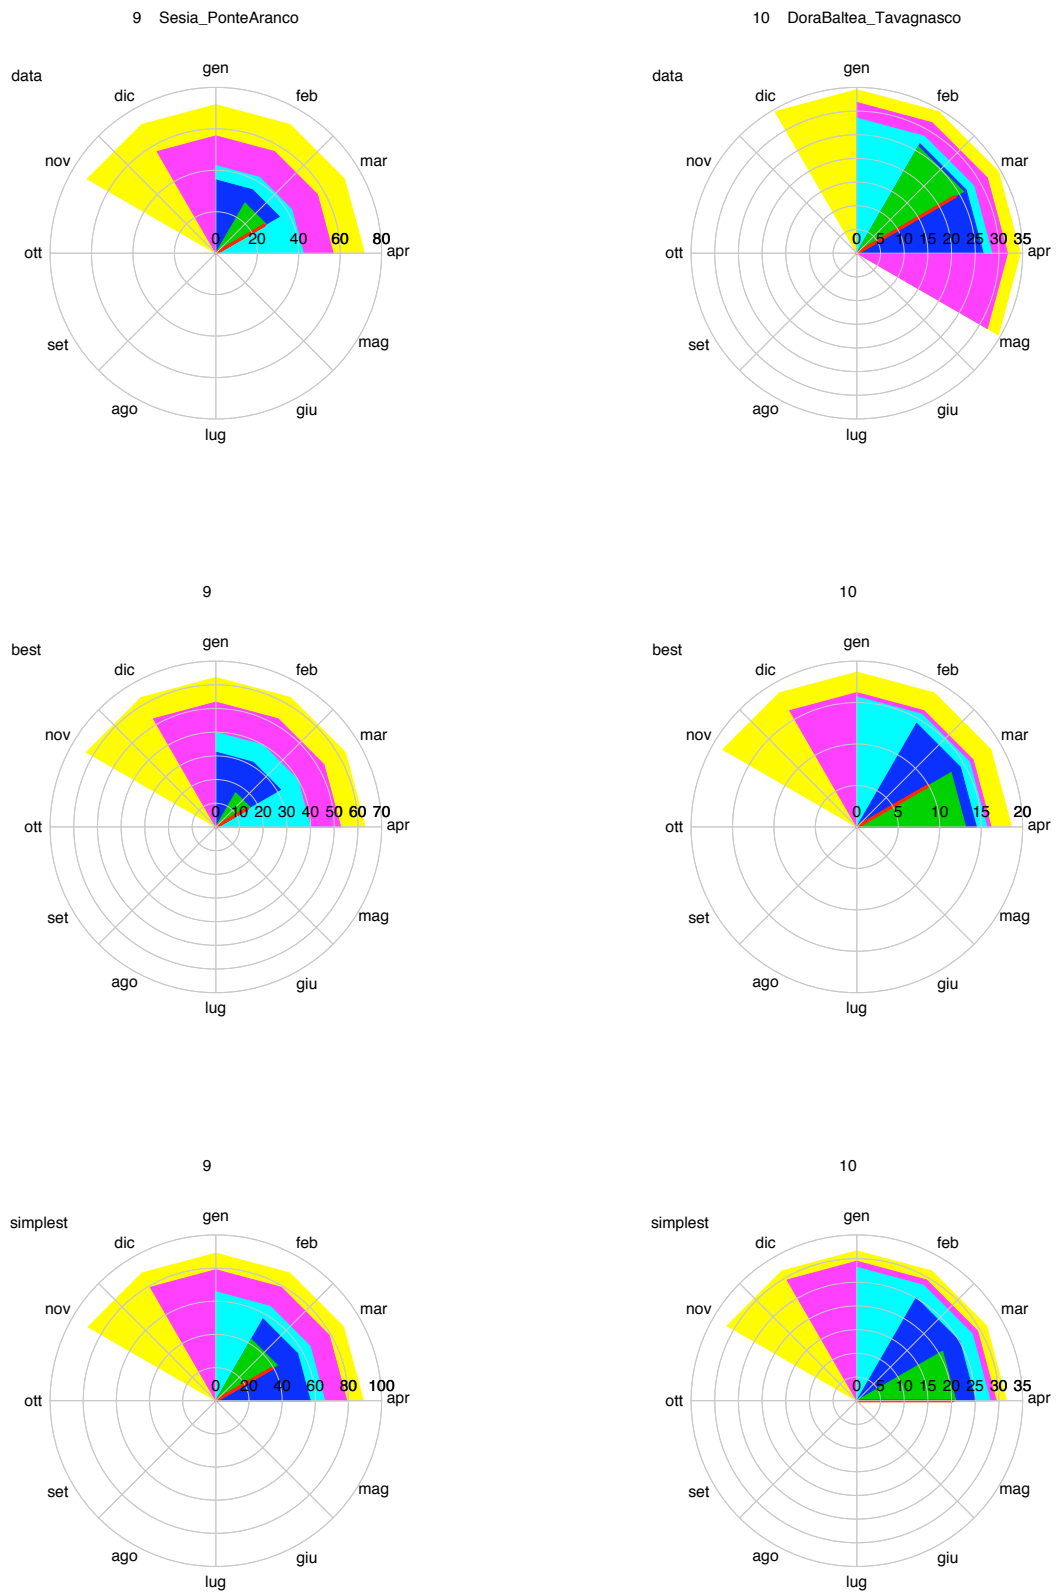 9 Sesia_PonteAranco
10 DoraBaltea_Tavagnasco
data
gen
dic
feb
nov
mar
0 20 40 60 80
ott
apr
set
mag
ago
giu
lug
data
gen
dic
feb
nov
mar
0 5 10 15 20 25 30 35
ott
apr
set
mag
ago
giu
lug
9
10
best
gen
dic
feb
nov
mar
0 10 20 30 40 50 60 70
ott
apr
set
mag
ago
giu
lug
best
gen
dic
feb
nov
mar
0 5 10 15 20
ott
apr
set
mag
ago
giu
lug
9
10
simplest
gen
dic
feb
nov
mar
0 20 40 60 80 100
ott
apr
set
mag
ago
giu
lug
simplest
gen
dic
feb
nov
mar
0 5 10 15 20 25 30 35
ott
apr
set
mag
ago
giu
lug